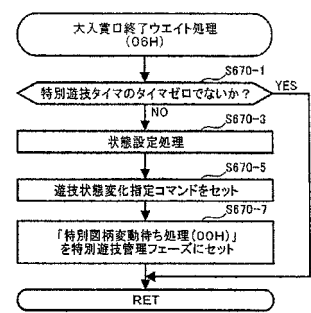 大入賞口終了ウエイト処理
(06H)
S670-1
特別遊技タイマのタイマゼロでないか?
YES
NO
S670-3
状態設定処理
S670-5
遊技状態変化指定コマンドをセット
S670-7
「特別図柄変動待ち処理(00H)」
を特別遊技管理フェーズにセット
RET